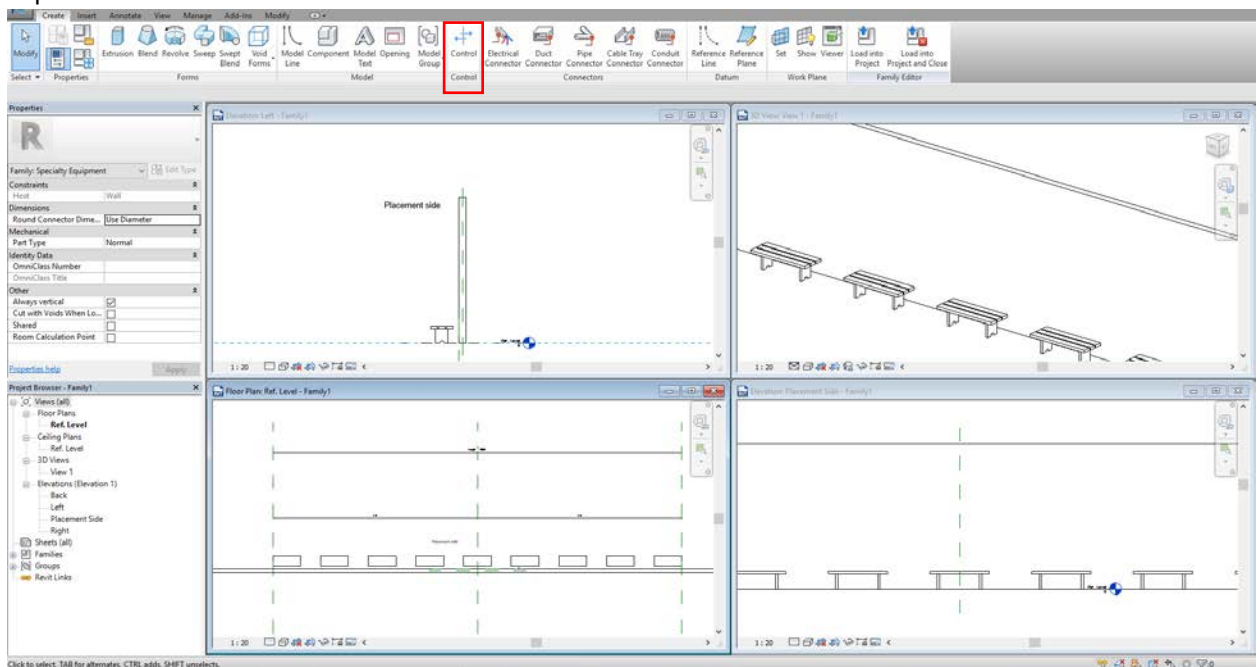 Create Insert Annotate View Manage Add-Ins Modify
Modify Extrusion Blend Revolve Sweep Swept Blend Void Forms Model Line Component Model Text Opening Model Group Control Electrical Connector Duct Connector Pipe Connector Cable Tray Connector Conduit Connector Reference Line Reference Plane Set Show Viewer Load into Project Load into Project and Close
Select Properties Forms Model Control Connectors Datum Work Plane Family Editor
Properties
R
Family: Specialty Equipment Edit Type
Constraints
Host Wall
Dimensions
Round Connector Dime... Use Diameter
Mechanical
Part Type Normal
Identity Data
OmniClass Number
OmniClass Title
Other
Always vertical
Cut with Voids When Lo...
Shared
Room Calculation Point
Properties help Apply
Project Browser - Family1
Views (all)
Floor Plans
Ref. Level
Ceiling Plans
Ref. Level
3D Views
View 1
Elevations (Elevation 1)
Back
Left
Placement Side
Right
Sheets (all)
Families
Groups
Revit Links
Elevation: Left - Family1
Placement side
1 : 20
3D View: View 1 - Family1
1 : 20
Floor Plan: Ref. Level - Family1
Placement side
1 : 20
Elevation: Placement Side - Family1
1 : 20
Click to select, TAB for alternates, CTRL adds, SHIFT unselects.